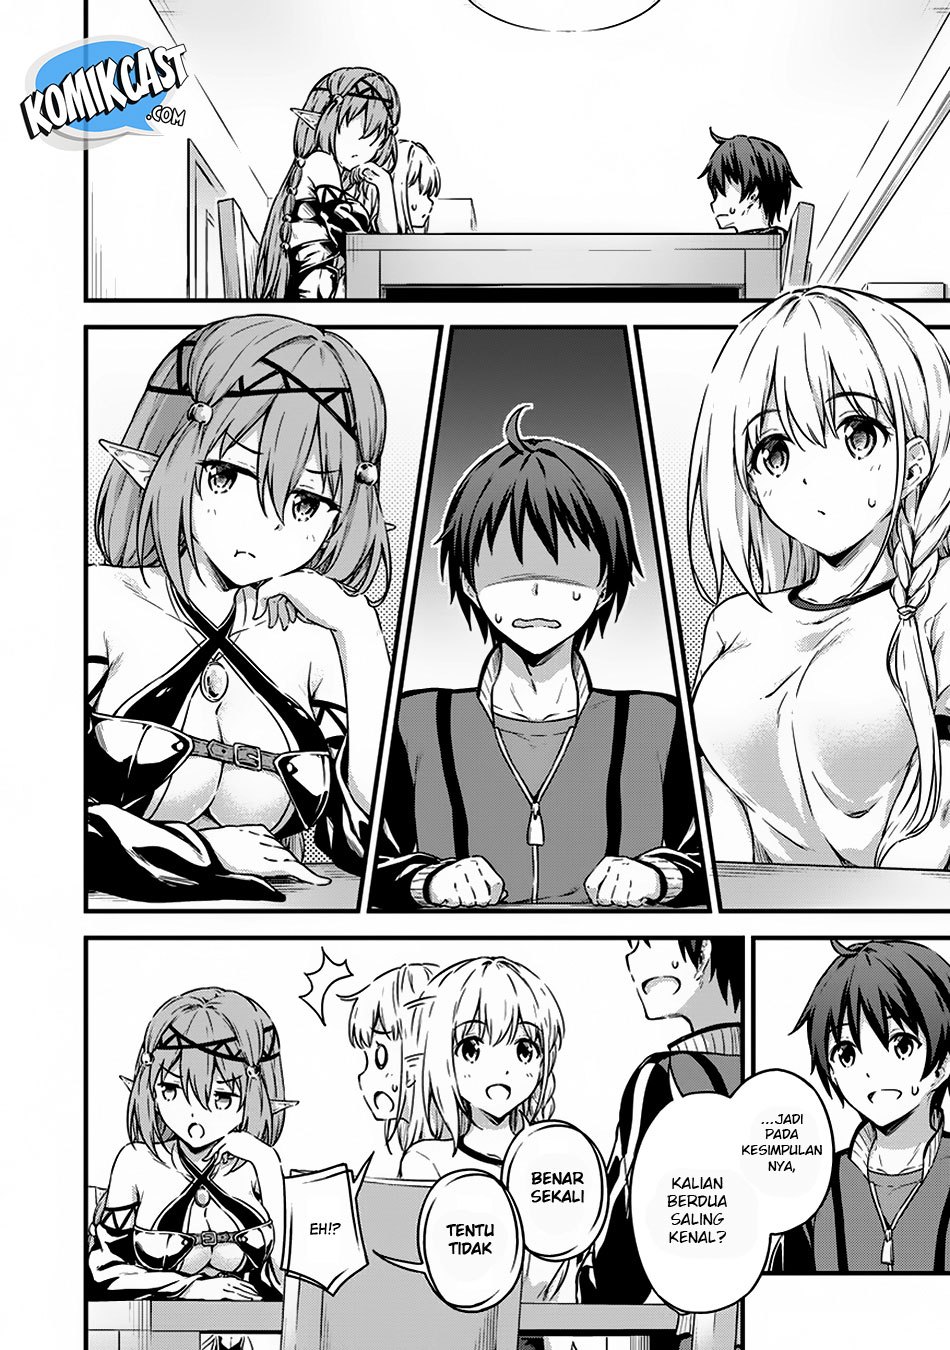 KOMIKCAST
.COM
...JADI
PADA
KESIMPULAN
NYA,
KALIAN
BERDUA
SALING
KENAL?
BENAR
SEKALI
TENTU
TIDAK
EH!?